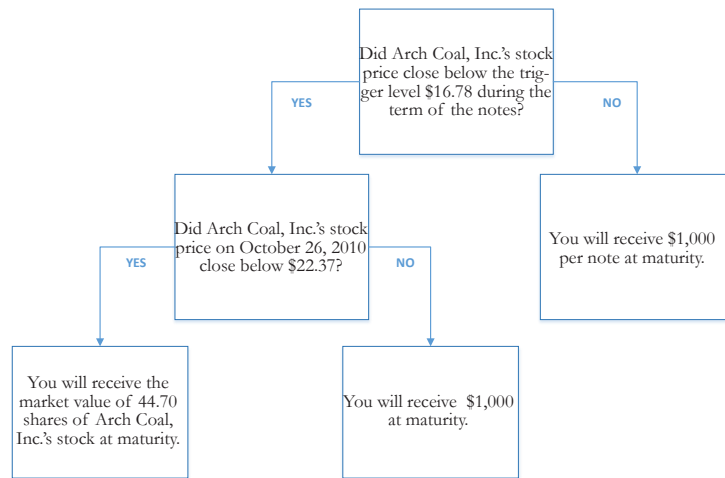 Did Arch Coal, Inc.'s stock
price close below the trig-
ger level $16.78 during the
term of the notes?
YES
NO
Did Arch Coal, Inc.'s stock
price on October 26, 2010
close below $22.37?
You will receive $1,000
per note at maturity.
YES
NO
You will receive the
market value of 44.70
shares of Arch Coal,
Inc.'s stock at maturity.
You will receive $1,000
at maturity.